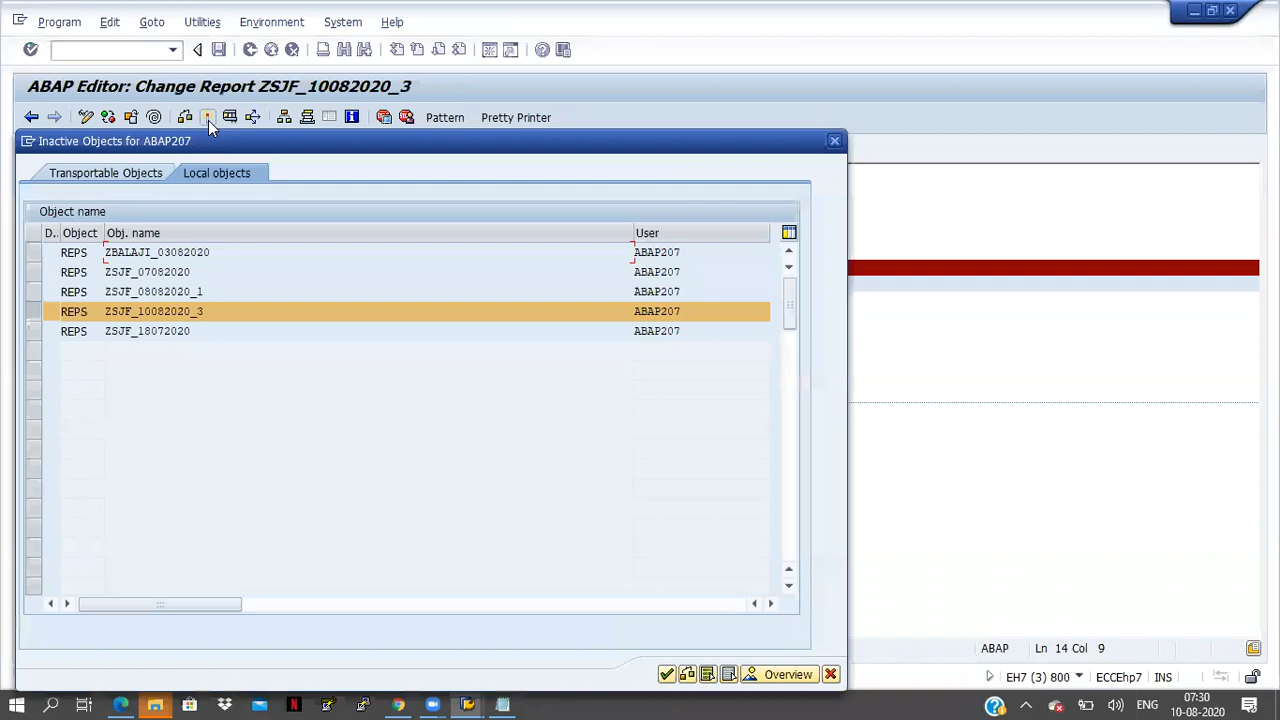 Program Edit Goto Utilities Environment System Help
ABAP Editor: Change Report ZSJF_10082020_3
Pattern Pretty Printer
Inactive Objects for ABAP207
Transportable Objects Local objects
Object name
D.. Object Obj. name User
REPS ZBALAJI_03082020 ABAP207
REPS ZSJF_07082020 ABAP207
REPS ZSJF_08082020_1 ABAP207
REPS ZSJF_10082020_3 ABAP207
REPS ZSJF_18072020 ABAP207
ABAP Ln 14 Col 9
Overview
EH7 (3) 800 ECCEhp7 INS
ENG 07:30
10-08-2020